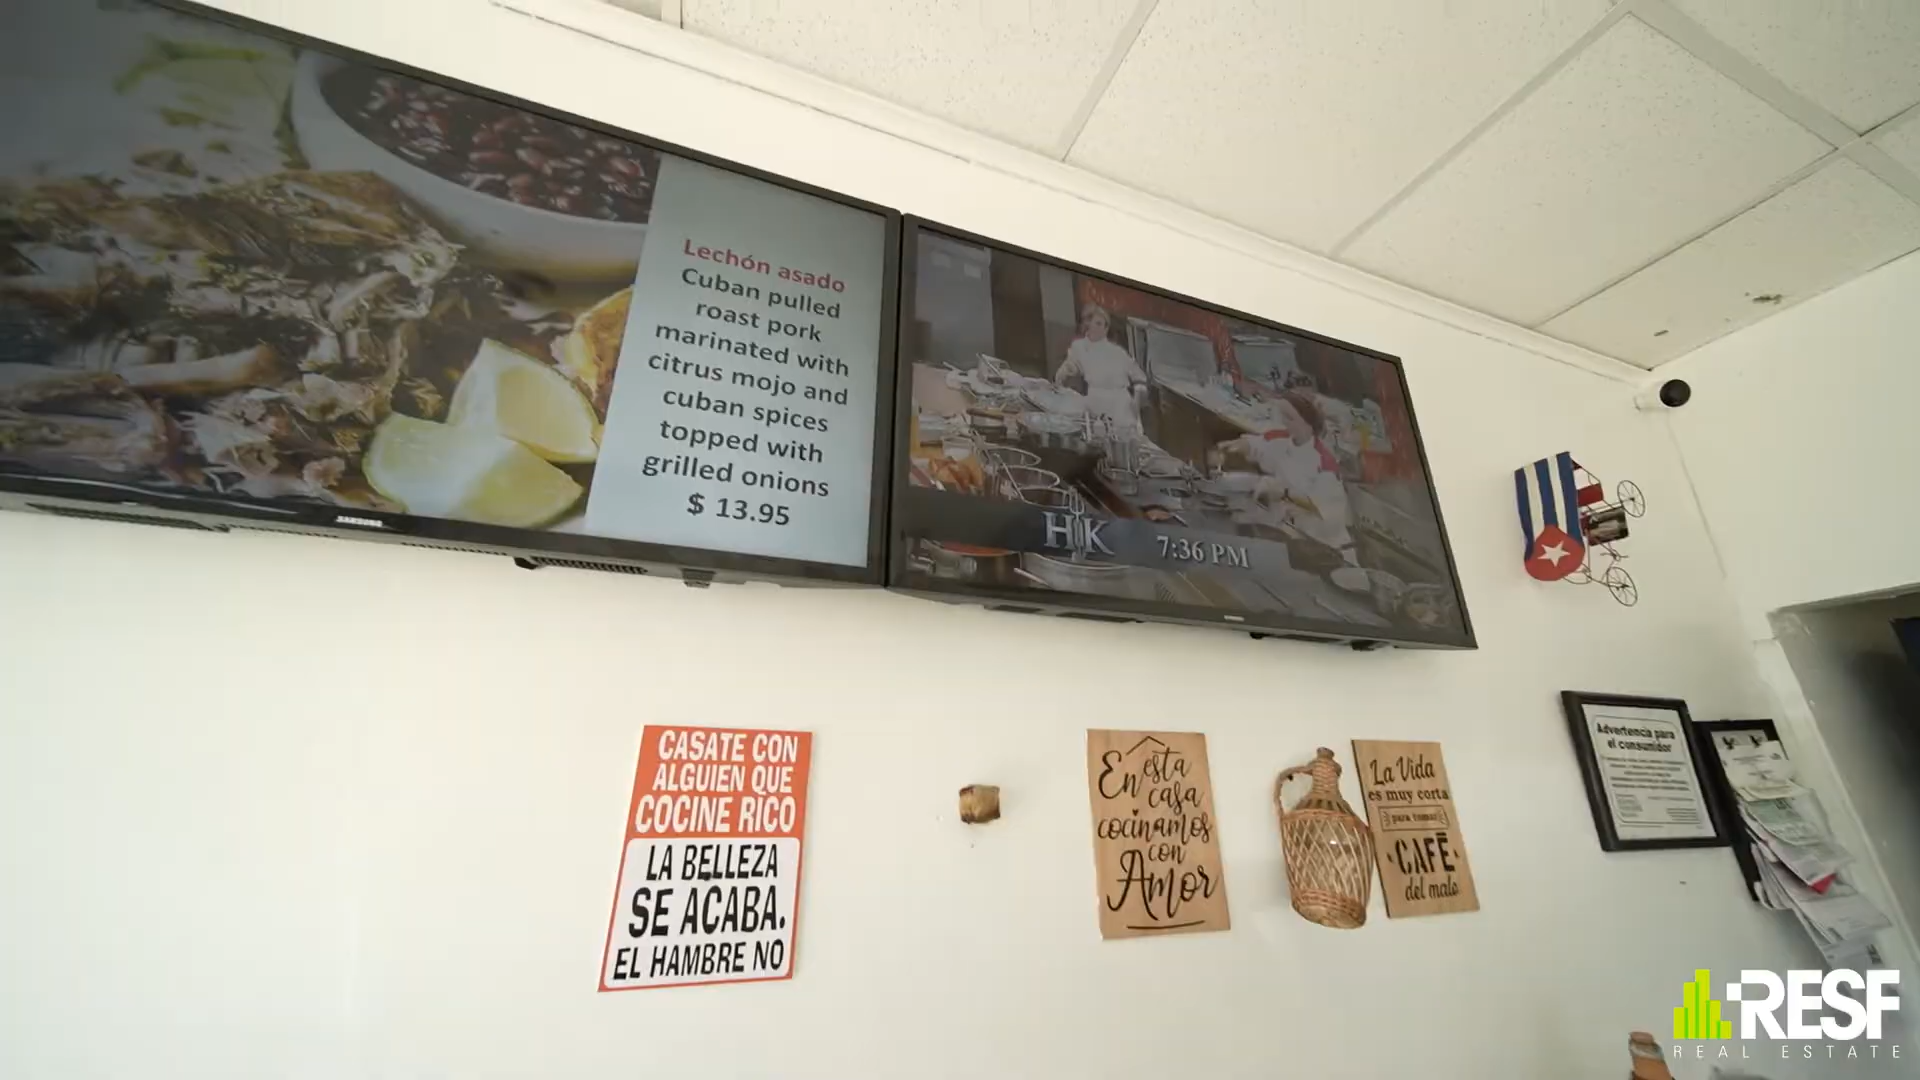 Lechón asado
Cuban pulled
roast pork
marinated with
citrus mojo and
cuban spices
topped with
grilled onions
$ 13.95
SAMSUNG
HK
7:36 PM
CASATE CON
ALGUIEN QUE
COCINE RICO
LA BELLEZA
SE ACABA.
EL HAMBRE NO
En esta
casa
cocinamos
con
Amor
La Vida
es muy corta
para tomar
CAFÉ
del malo
Advertencia para
el consumidor
RESF
REAL ESTATE